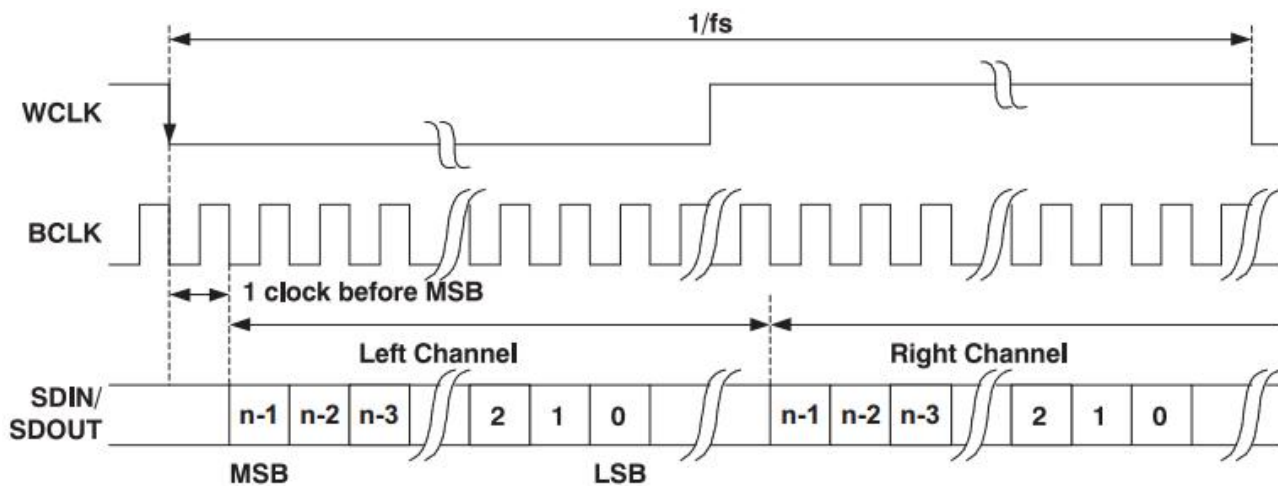 1/fs
WCLK
BCLK
1 clock before MSB
Left Channel
Right Channel
SDIN/
SDOUT
n-1 n-2 n-3 2 1 0 n-1 n-2 n-3 2 1 0
MSB LSB